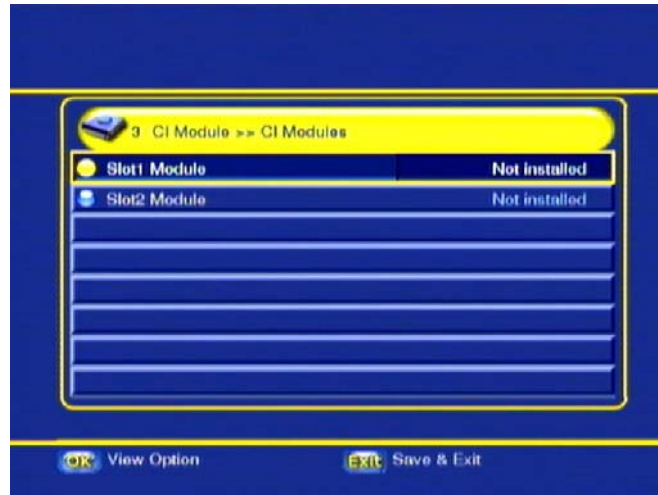 3 CI Module >> CI Modules
Slot1 Module Not installed
Slot2 Module Not installed
OK View Option Exit Save & Exit